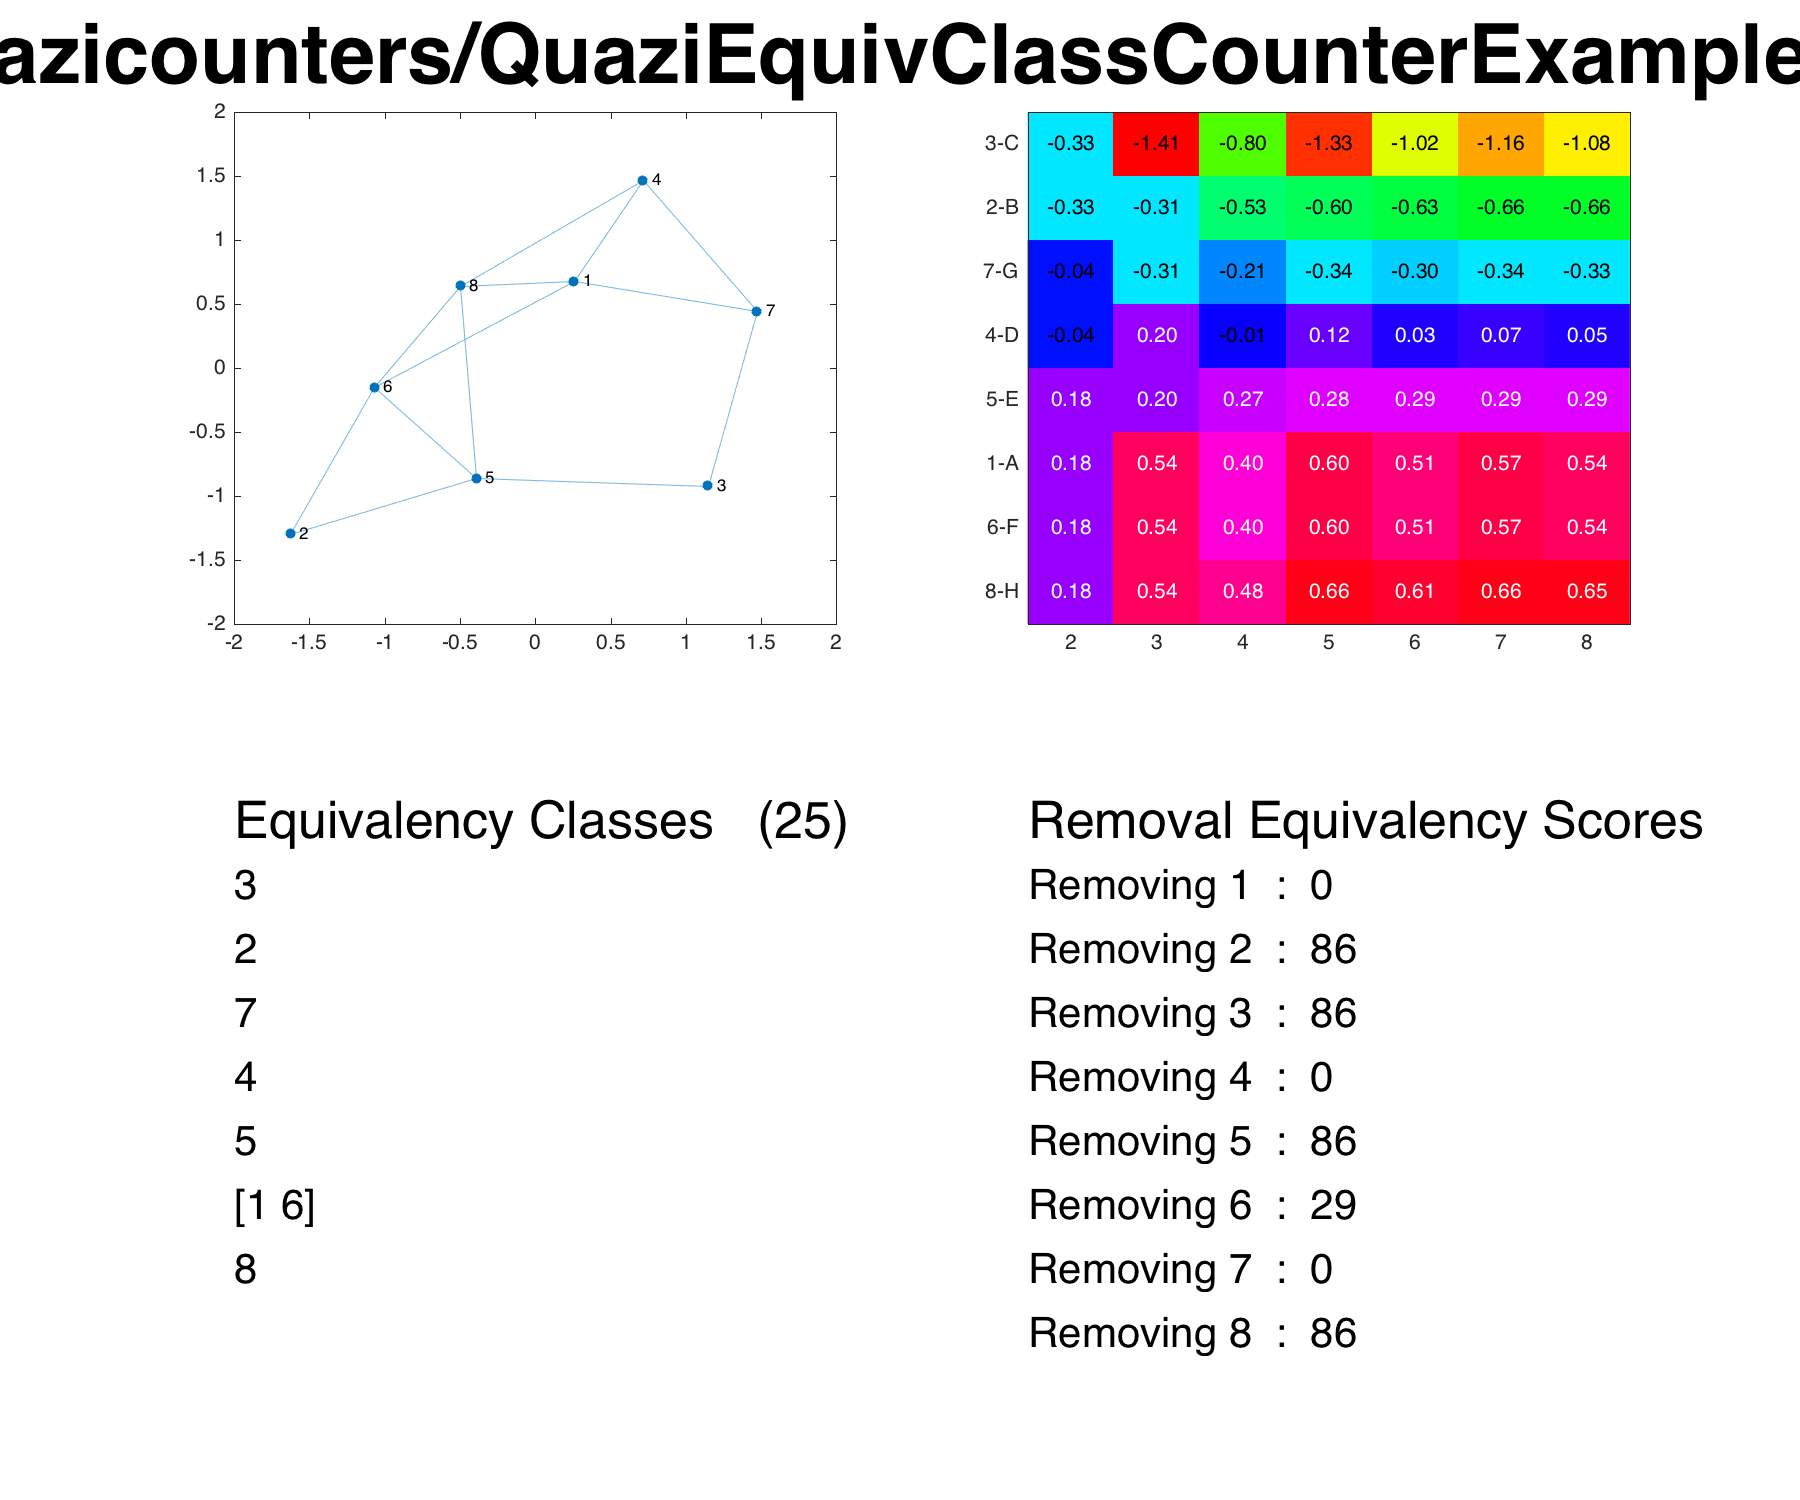 azicounters/QuaziEquivClassCounterExample
2
1.5
1
0.5
0
-0.5
-1
-1.5
-2
-2 -1.5 -1 -0.5 0 0.5 1 1.5 2
4
8
1
7
6
5
3
2
3-C -0.33 -1.41 -0.80 -1.33 -1.02 -1.16 -1.08
2-B -0.33 -0.31 -0.53 -0.60 -0.63 -0.66 -0.66
7-G -0.04 -0.31 -0.21 -0.34 -0.30 -0.34 -0.33
4-D -0.04 0.20 -0.01 0.12 0.03 0.07 0.05
5-E 0.18 0.20 0.27 0.28 0.29 0.29 0.29
1-A 0.18 0.54 0.40 0.60 0.51 0.57 0.54
6-F 0.18 0.54 0.40 0.60 0.51 0.57 0.54
8-H 0.18 0.54 0.48 0.66 0.61 0.66 0.65
2 3 4 5 6 7 8
Equivalency Classes (25)
3
2
7
4
5
[1 6]
8
Removal Equivalency Scores
Removing 1 : 0
Removing 2 : 86
Removing 3 : 86
Removing 4 : 0
Removing 5 : 86
Removing 6 : 29
Removing 7 : 0
Removing 8 : 86